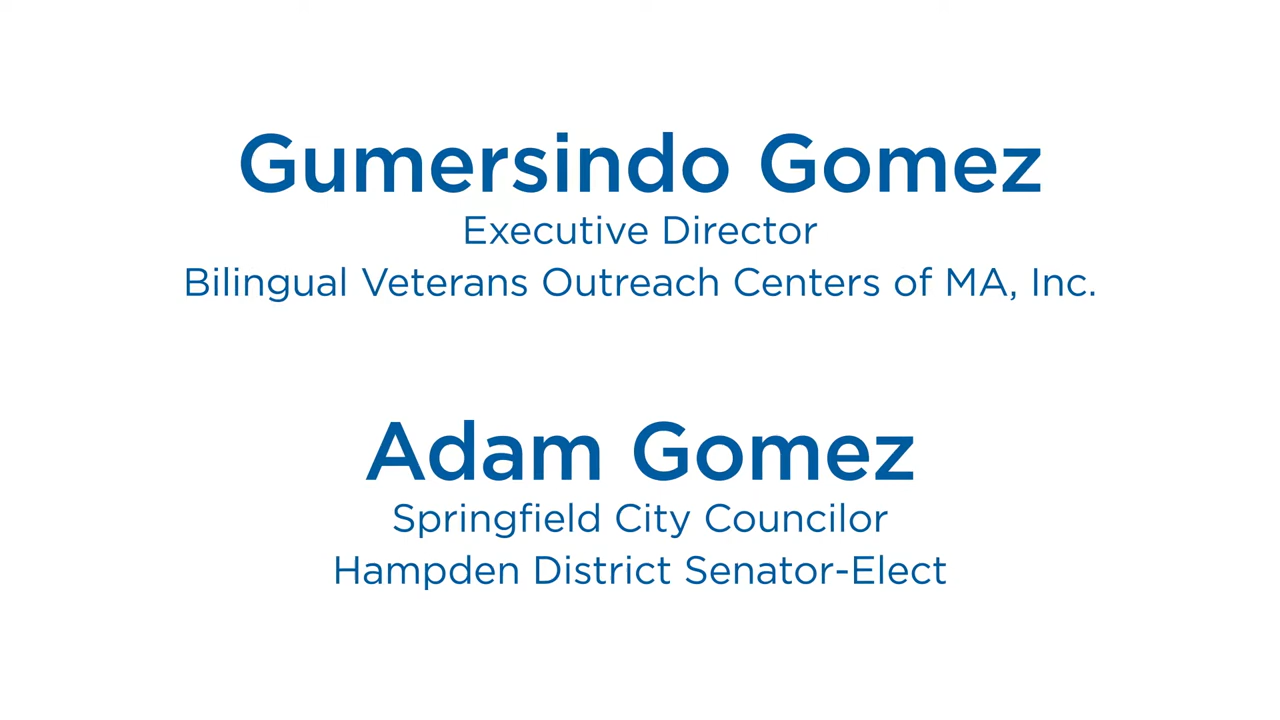 Gumersindo Gomez
Executive Director
Bilingual Veterans Outreach Centers of MA, Inc.
Adam Gomez
Springfield City Councilor
Hampden District Senator-Elect